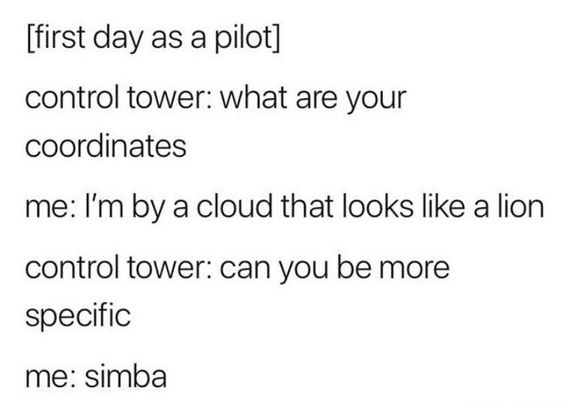 [first day as a pilot]
control tower: what are your
coordinates
me: I'm by a cloud that looks like a lion
control tower: can you be more
specific
me: simba